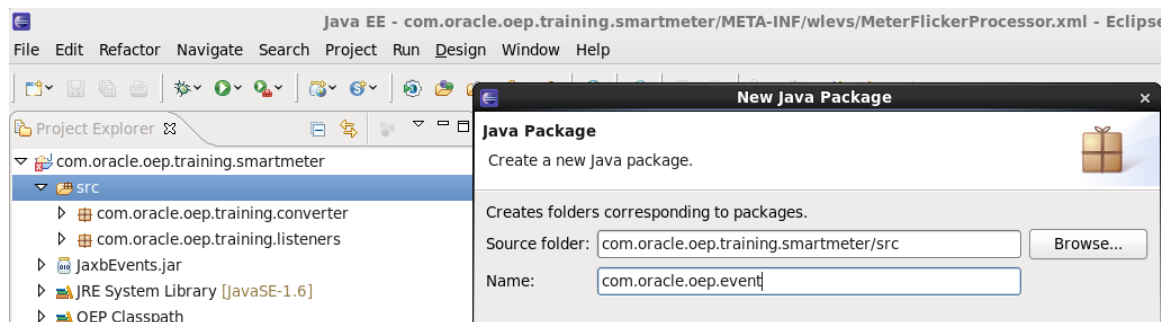 Java EE - com.oracle.oep.training.smartmeter/META-INF/wlevs/MeterFlickerProcessor.xml - Eclipse
File Edit Refactor Navigate Search Project Run Design Window Help
Project Explorer
com.oracle.oep.training.smartmeter
src
com.oracle.oep.training.converter
com.oracle.oep.training.listeners
JaxbEvents.jar
JRE System Library [JavaSE-1.6]
OEP Classpath
New Java Package
Java Package
Create a new Java package.
Creates folders corresponding to packages.
Source folder: com.oracle.oep.training.smartmeter/src Browse...
Name: com.oracle.oep.event